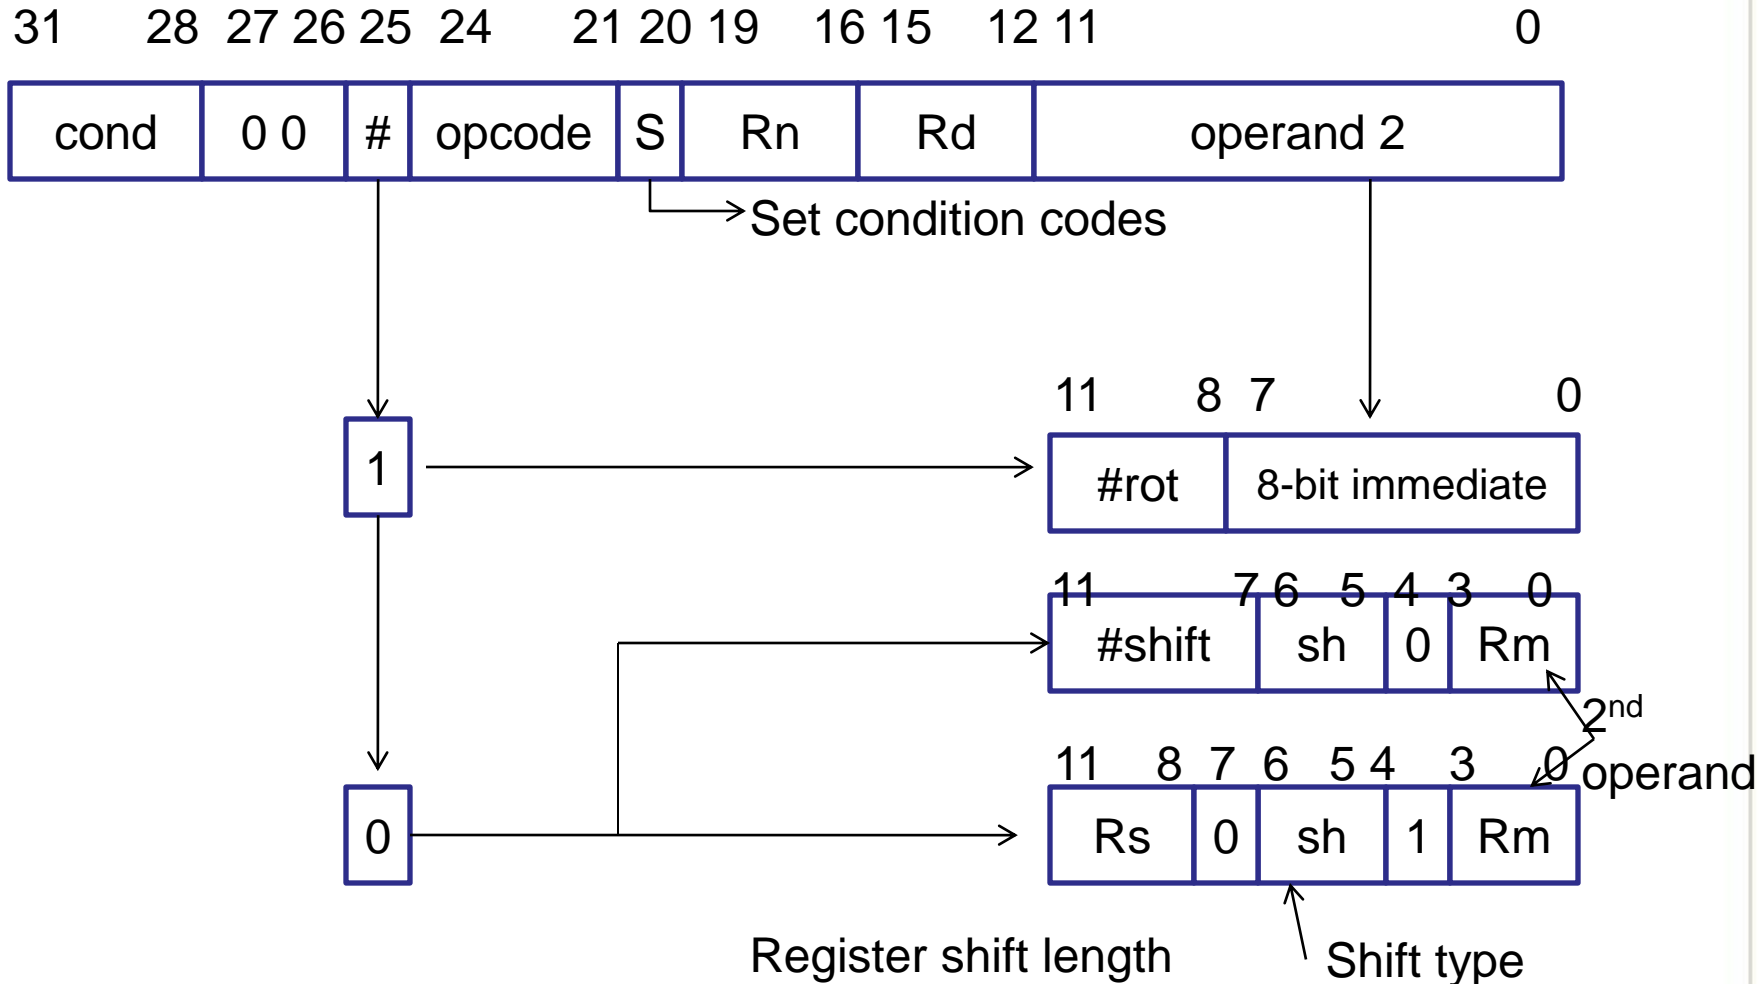 31 28 27 26 25 24 21 20 19 16 15 12 11 0
cond 0 0 # opcode S Rn Rd operand 2
Set condition codes
11 8 7 0
1 #rot 8-bit immediate
11 7 6 5 4 3 0
#shift sh 0 Rm
2nd
11 8 7 6 5 4 3 0 operand
0 Rs 0 sh 1 Rm
Register shift length Shift type